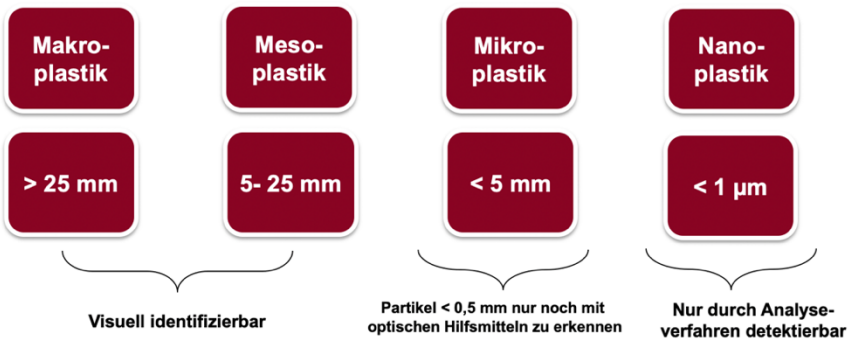 Makro-
plastik
Meso-
plastik
Mikro-
plastik
Nano-
plastik
> 25 mm
5- 25 mm
< 5 mm
< 1 µm
Visuell identifizierbar
Partikel < 0,5 mm nur noch mit
optischen Hilfsmitteln zu erkennen
Nur durch Analyse-
verfahren detektierbar